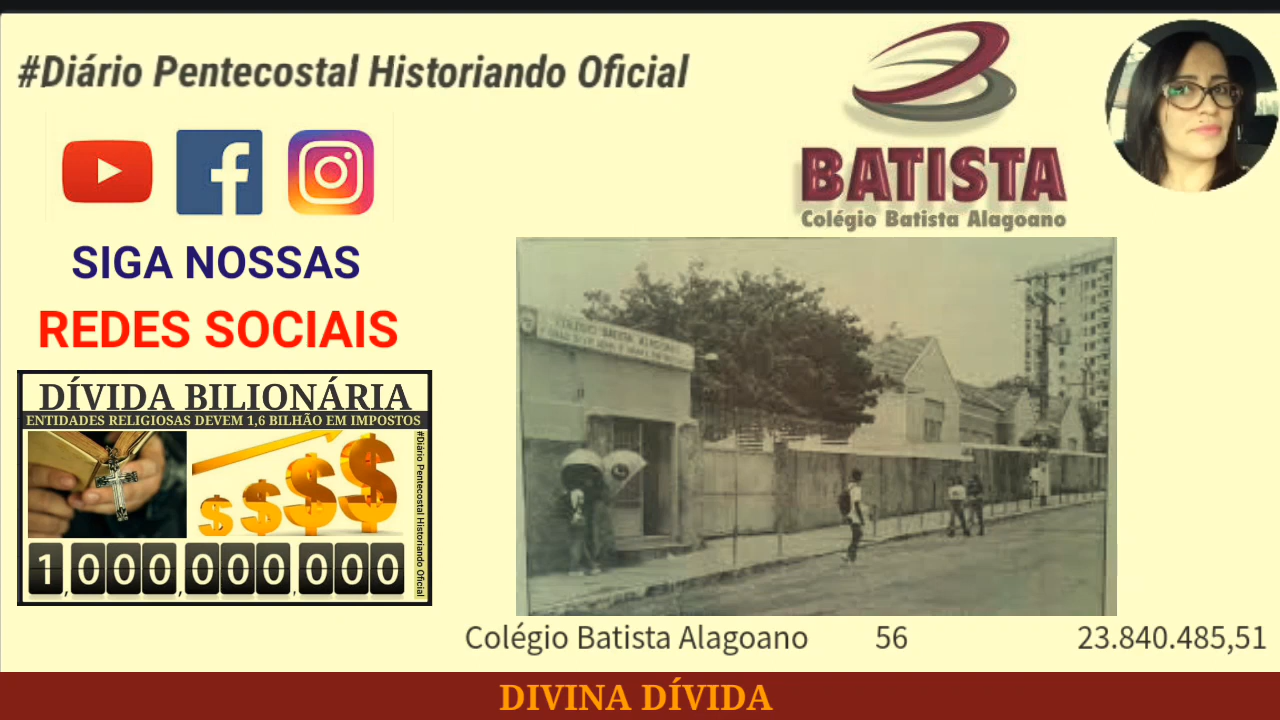 #Diário Pentecostal Historiando Oficial
BATISTA
Colégio Batista Alagoano
SIGA NOSSAS
REDES SOCIAIS
DÍVIDA BILIONÁRIA
ENTIDADES RELIGIOSAS DEVEM 1,6 BILHÃO EM IMPOSTOS
#Diário Pentecostal Historiando Oficial
1,000,000,000
COLÉGIO BATISTA ALAGOANO
Colégio Batista Alagoano 56 23.840.485,51
DIVINA DÍVIDA